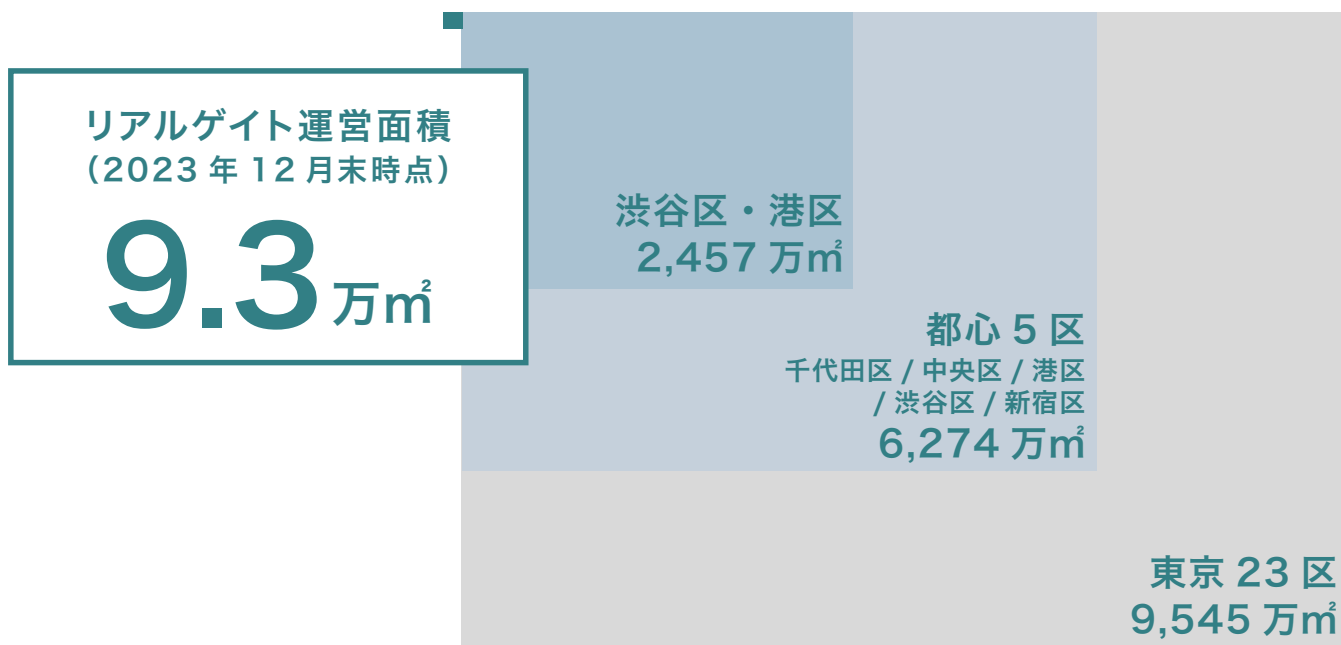 リアルゲイト運営面積
（2023 年 12 月末時点）
9.3 万㎡
渋谷区・港区
2,457 万㎡
都心 5 区
千代田区 / 中央区 / 港区
/ 渋谷区 / 新宿区
6,274 万㎡
東京 23 区
9,545 万㎡